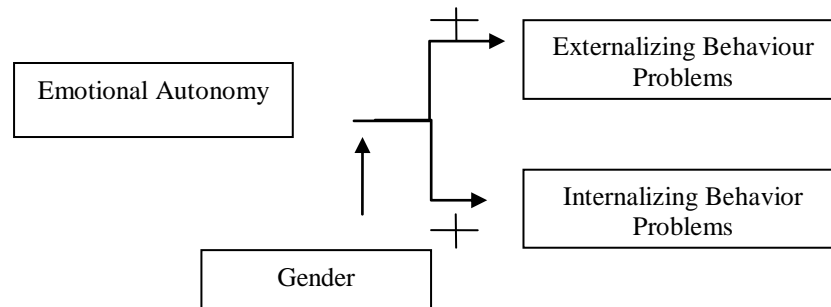 Emotional Autonomy
Externalizing Behaviour
Problems
Internalizing Behavior
Problems
Gender